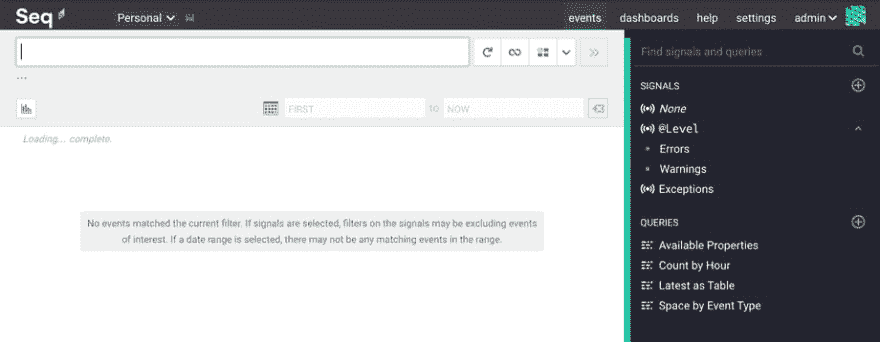 Seq Personal events dashboards help settings admin
...
FIRST to NOW
Loading... complete.
No events matched the current filter. If signals are selected, filters on the signals may be excluding events
of interest. If a date range is selected, there may not be any matching events in the range.
Find signals and queries
SIGNALS
None
@Level
Errors
Warnings
Exceptions
QUERIES
Available Properties
Count by Hour
Latest as Table
Space by Event Type